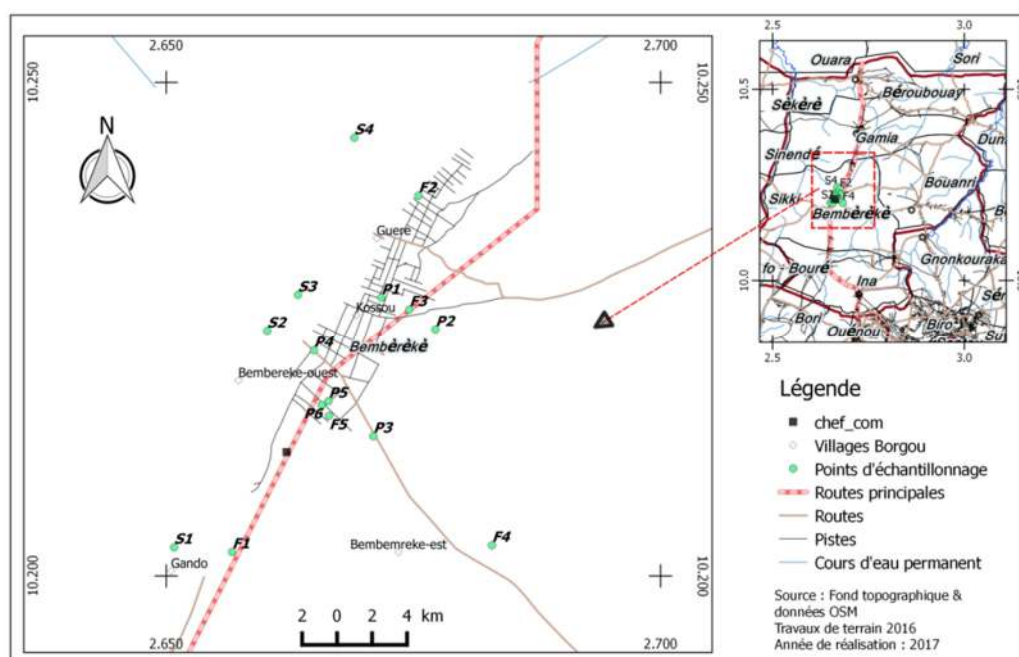 2.650
2.700
10.250
10.250
N
S4
F2
Guere
S3
P1
Kossou
F3
S2
P2
P4
Bembèrèkè
Bembereke-ouest
P5
P6
F5
P3
S1
F1
Bembemreke-est
F4
Gando
10.200
10.200
2 0 2 4 km
2.650
2.700
2.5
3.0
Ouara
Sori
10.5
Béroubouay
Sèkèrè
Gamia
Sinendé
S4
F2
Bouanri
Sikki
F4
Bembèrèkè
Gnonkouraka
fo - Bouré
10.0
Ina
Bori
Ouénou
Biro
2.5
3.0
Légende
chef_com
Villages Borgou
Points d'échantillonnage
Routes principales
Routes
Pistes
Cours d'eau permanent
Source : Fond topographique &
données OSM
Travaux de terrain 2016
Année de réalisation : 2017